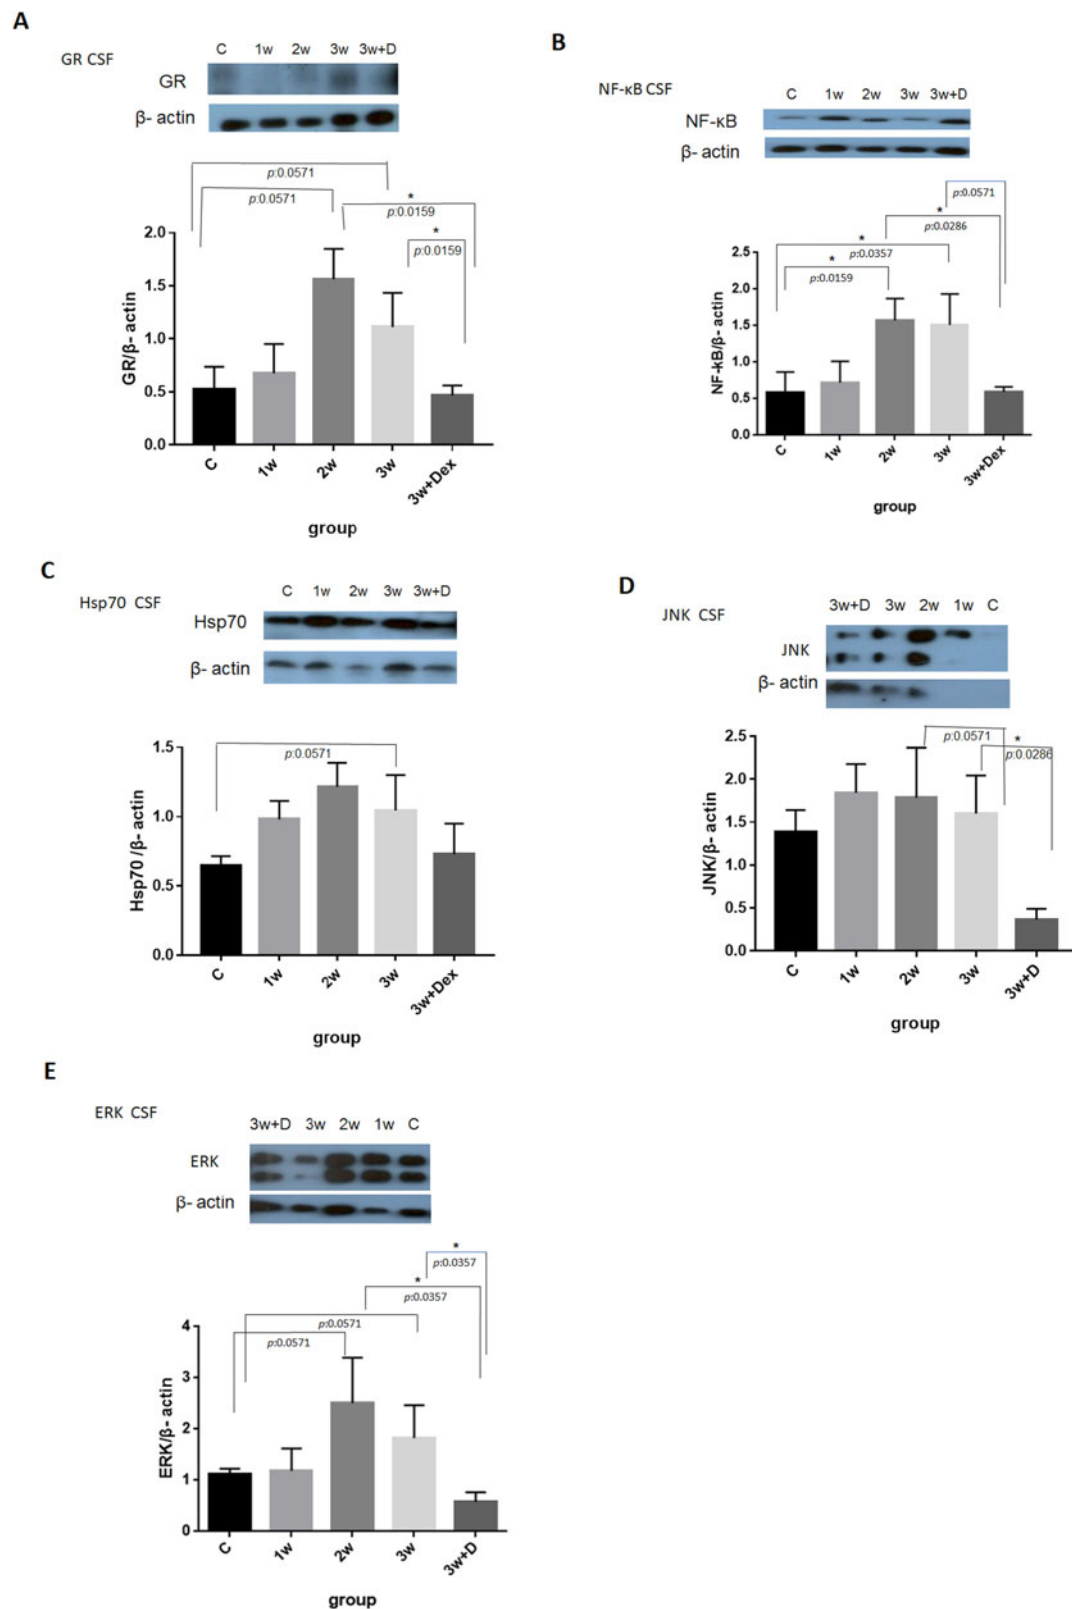 A
GR CSF
C 1w 2w 3w 3w+D
GR
β- actin
p:0.0571
p:0.0571
*
p:0.0159
*
p:0.0159
GR/β- actin
2.0
1.5
1.0
0.5
0.0
C 1w 2w 3w 3w+Dex
group
B
NF-κB CSF
C 1w 2w 3w 3w+D
NF-κB
β- actin
p:0.0571
*
p:0.0286
*
p:0.0357
*
p:0.0159
NF-kB/β- actin
2.5
2.0
1.5
1.0
0.5
0.0
C 1w 2w 3w 3w+Dex
group
C
Hsp70 CSF
C 1w 2w 3w 3w+D
Hsp70
β- actin
p:0.0571
Hsp70 /β- actin
1.5
1.0
0.5
0.0
C 1w 2w 3w 3w+Dex
group
D
JNK CSF
3w+D 3w 2w 1w C
JNK
β- actin
p:0.0571
*
p:0.0286
JNK/β- actin
2.5
2.0
1.5
1.0
0.5
0.0
C 1w 2w 3w 3w+D
group
E
ERK CSF
3w+D 3w 2w 1w C
ERK
β- actin
*
p:0.0357
*
p:0.0357
p:0.0571
p:0.0571
ERK/β- actin
4
3
2
1
0
C 1w 2w 3w 3w+D
group